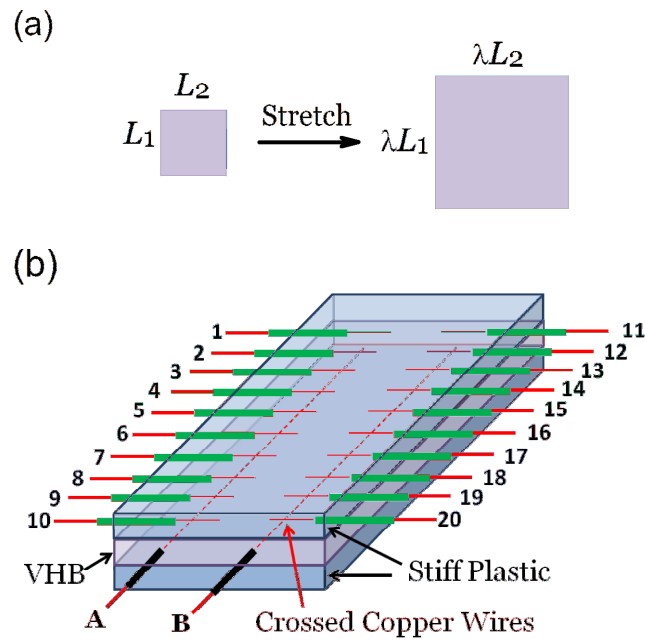 (a)
L2
L1
Stretch
λL2
λL1
(b)
1
2
3
4
5
6
7
8
9
10
11
12
13
14
15
16
17
18
19
20
VHB
Stiff Plastic
A
B
Crossed Copper Wires